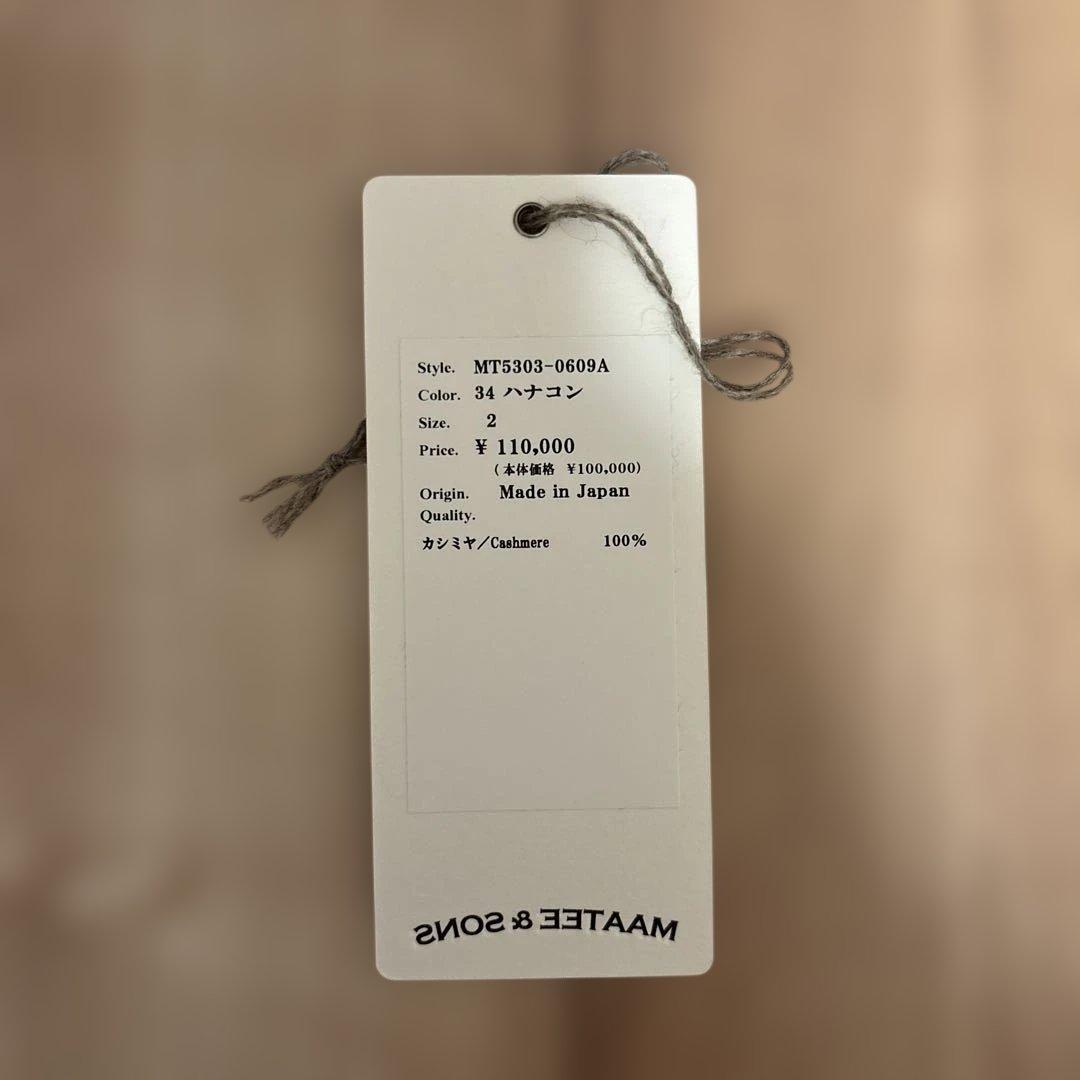 Style. MT5303-0609A
Color. 34 ハナコン
Size. 2
Price. ¥ 110,000
(本体価格 ¥100,000)
Origin. Made in Japan
Quality.
カシミヤ/Cashmere 100%
MAATEE & SONS